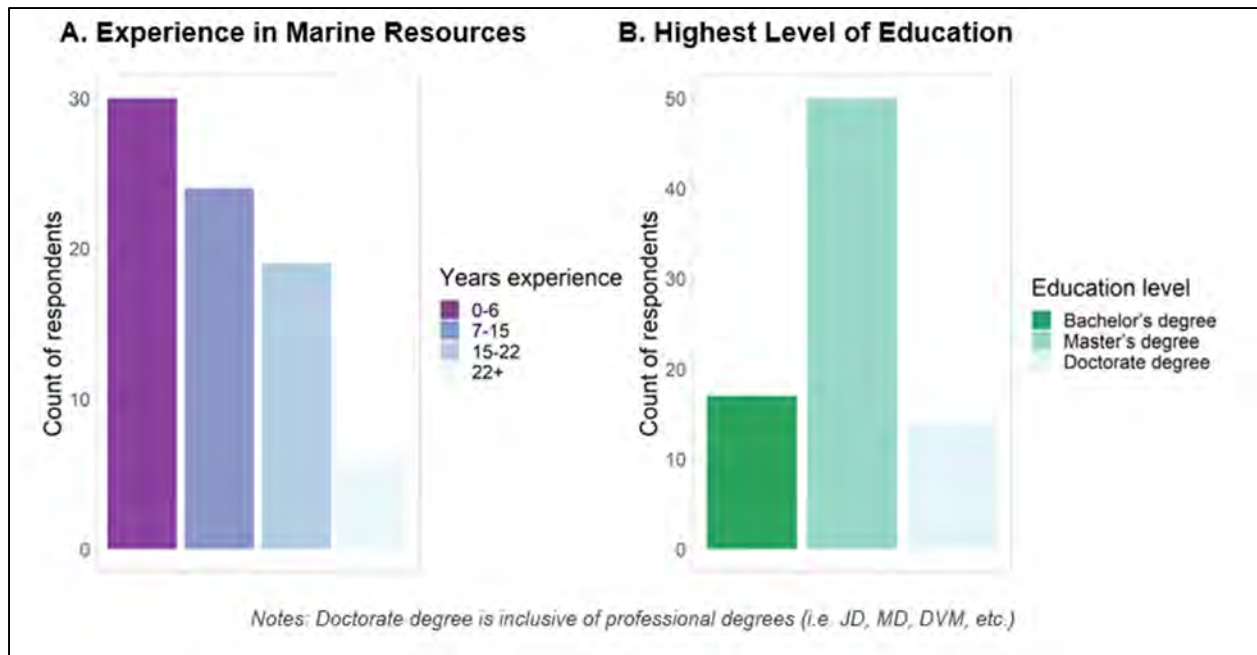 A. Experience in Marine Resources
30
20
10
0
Count of respondents
Years experience
0-6
7-15
15-22
22+
B. Highest Level of Education
50
40
30
20
10
0
Count of respondents
Education level
Bachelor's degree
Master's degree
Doctorate degree
Notes: Doctorate degree is inclusive of professional degrees (i.e. JD, MD, DVM, etc.)